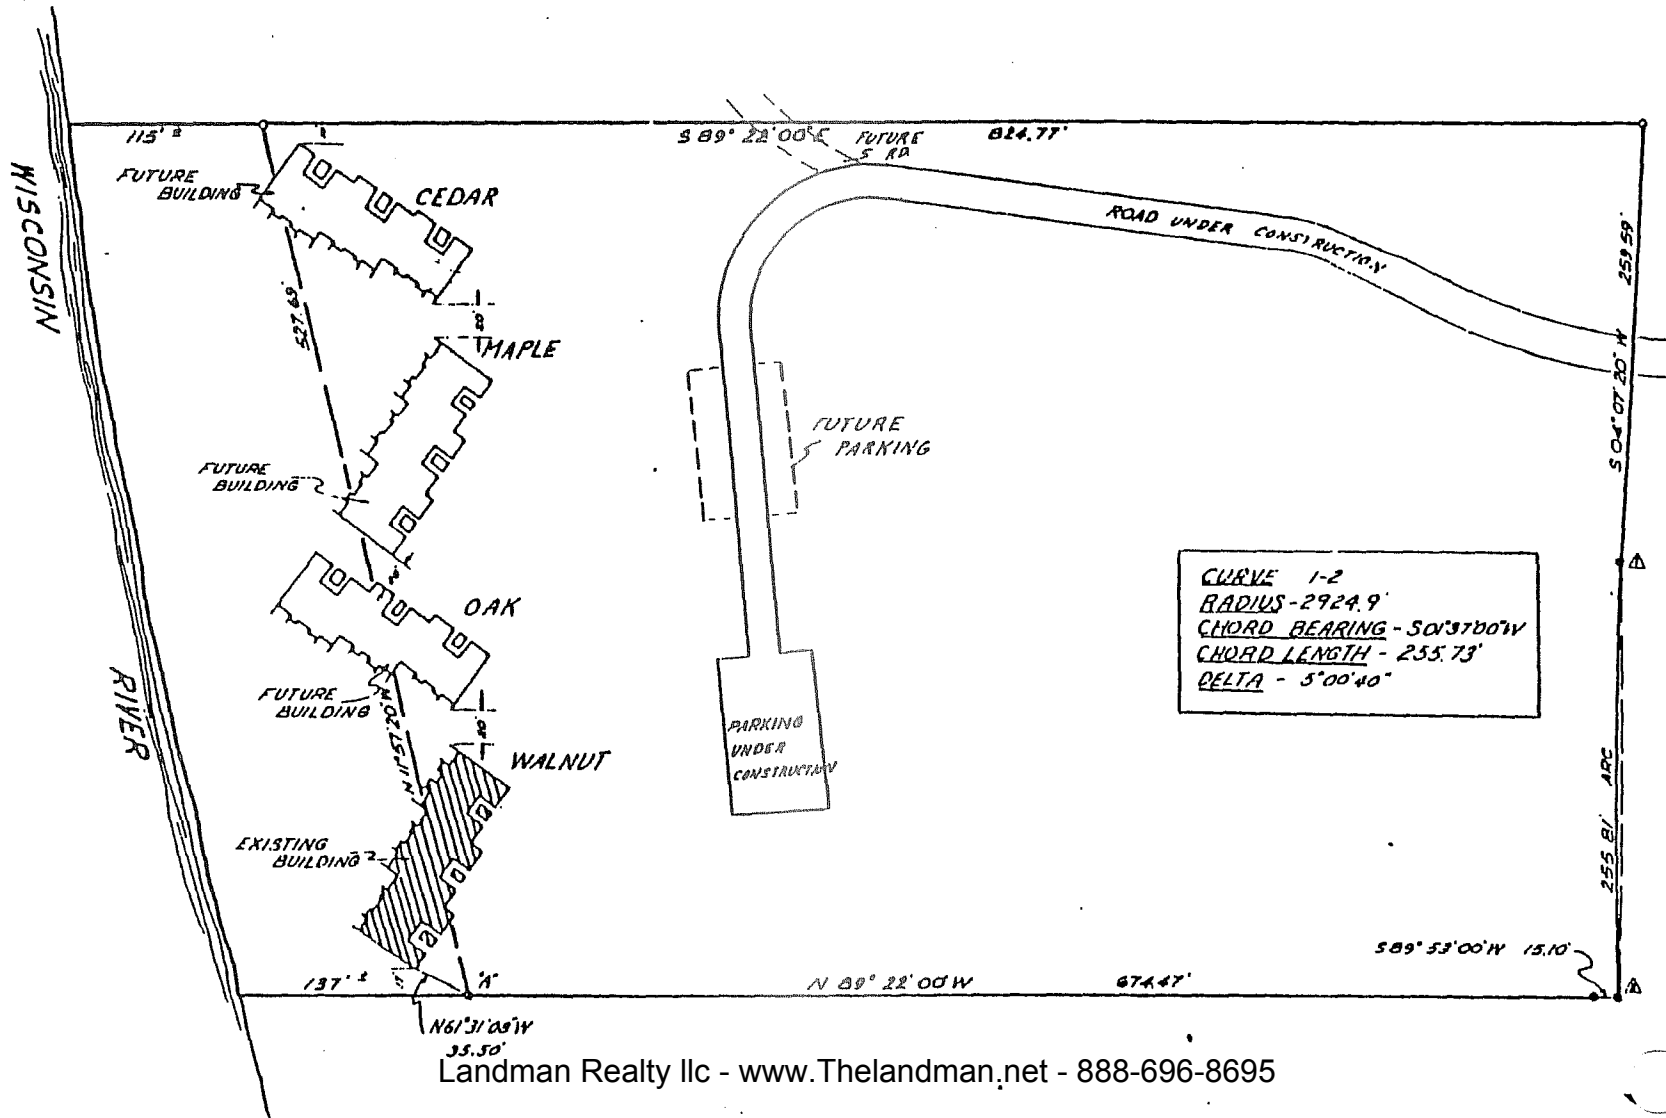 115' ±
S 89° 22' 00" E
824.77'
FUTURE
S RD.
FUTURE
BUILDING
CEDAR
ROAD UNDER CONSTRUCTION
WISCONSIN
RIVER
259.59'
S 04° 07' 20" W
527.69'
20'
MAPLE
FUTURE
BUILDING
FUTURE
PARKING
20'
OAK
FUTURE
BUILDING
20'
WALNUT
EXISTING
BUILDING
PARKING
UNDER
CONSTRUCTION
CURVE 1-2
RADIUS - 2924.9'
CHORD BEARING - S01°37'00"W
CHORD LENGTH - 255.73'
DELTA - 5°00'40"
255.81' ARC
S89° 53' 00" W 15.10'
137' ±
"A"
N 89° 22' 00" W
674.47'
N61°31'09"W
35.50'
Landman Realty llc - www.Thelandman.net - 888-696-8695